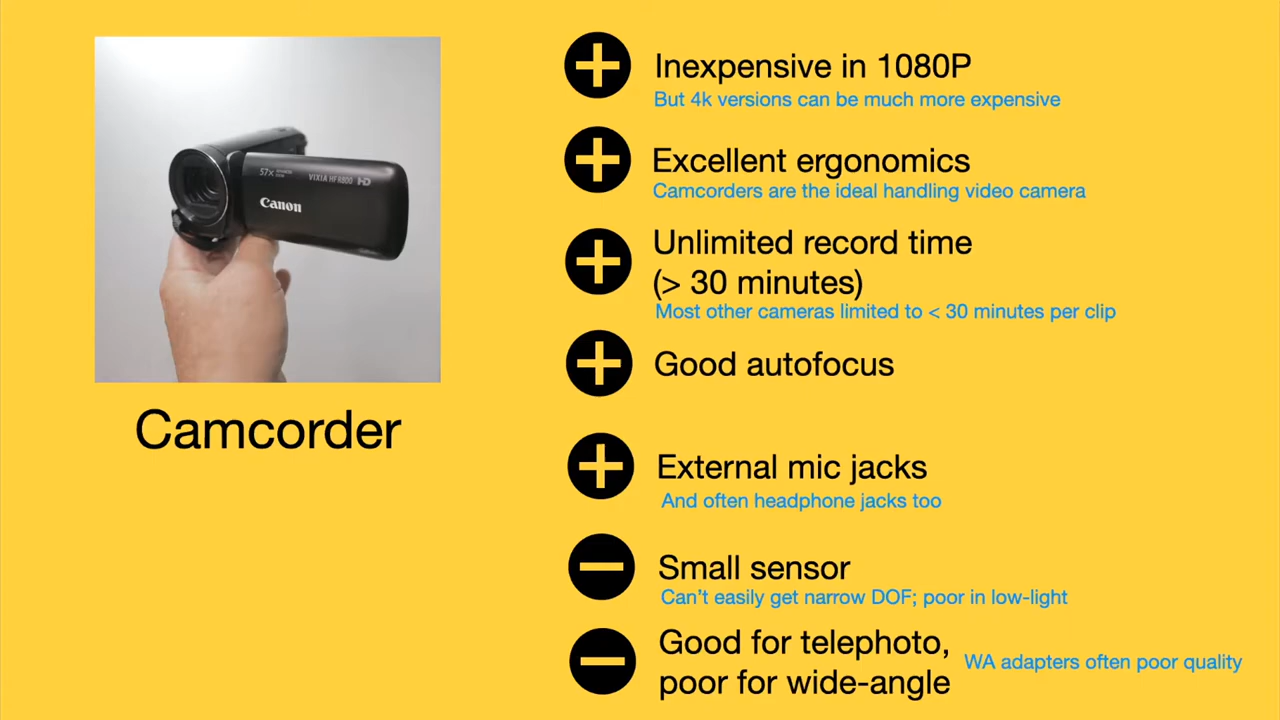 Inexpensive in 1080P
But 4k versions can be much more expensive
Excellent ergonomics
Camcorders are the ideal handling video camera
Unlimited record time
(> 30 minutes)
Most other cameras limited to < 30 minutes per clip
Good autofocus
External mic jacks
And often headphone jacks too
Small sensor
Can't easily get narrow DOF; poor in low-light
Good for telephoto,
poor for wide-angle
WA adapters often poor quality
57x ADVANCED ZOOM
VIXIA HF R800 HD
Canon
Camcorder